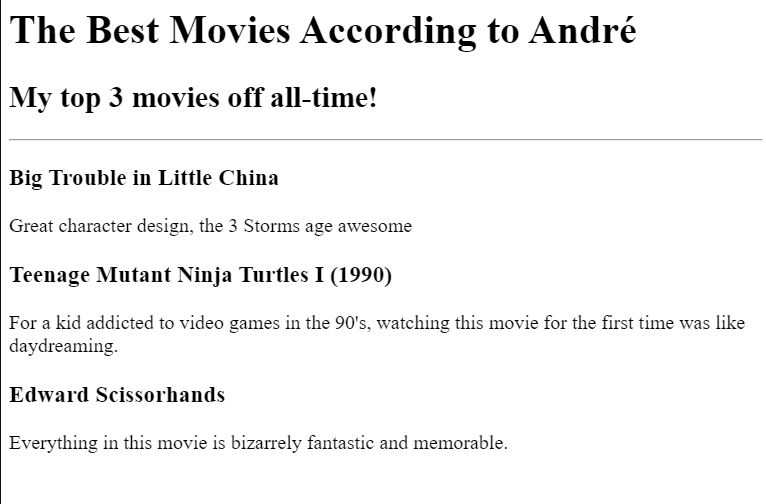 The Best Movies According to André
My top 3 movies off all-time!
Big Trouble in Little China
Great character design, the 3 Storms age awesome
Teenage Mutant Ninja Turtles I (1990)
For a kid addicted to video games in the 90's, watching this movie for the first time was like
daydreaming.
Edward Scissorhands
Everything in this movie is bizarrely fantastic and memorable.